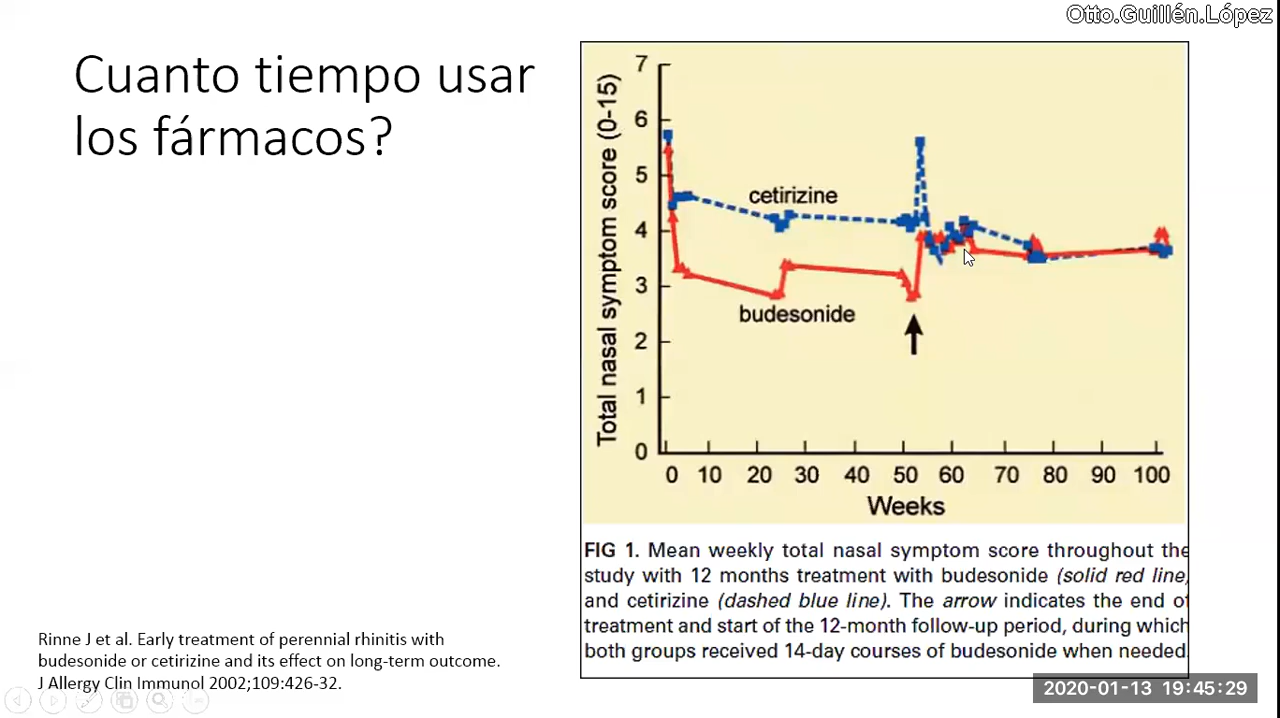 Otto.Guillén.López
Cuanto tiempo usar
los fármacos?
Total nasal symptom score (0-15)
7
6
5
4
3
2
1
0
cetirizine
budesonide
0 10 20 30 40 50 60 70 80 90 100
Weeks
FIG 1. Mean weekly total nasal symptom score throughout the
study with 12 months treatment with budesonide (solid red line)
and cetirizine (dashed blue line). The arrow indicates the end of
treatment and start of the 12-month follow-up period, during which
both groups received 14-day courses of budesonide when needed
Rinne J et al. Early treatment of perennial rhinitis with
budesonide or cetirizine and its effect on long-term outcome.
J Allergy Clin Immunol 2002;109:426-32.
2020-01-13 19:45:29